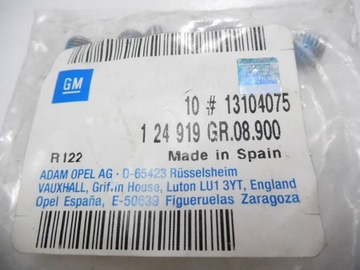 GM
10 # 13104075
1 24 919 GR.08.900
R122 Made in Spain
ADAM OPEL AG · D-65423 Rüsselsheim
VAUXHALL, Griffin House, Luton LU1 3YT, England
Opel España, E-50639 Figueruelas Zaragoza